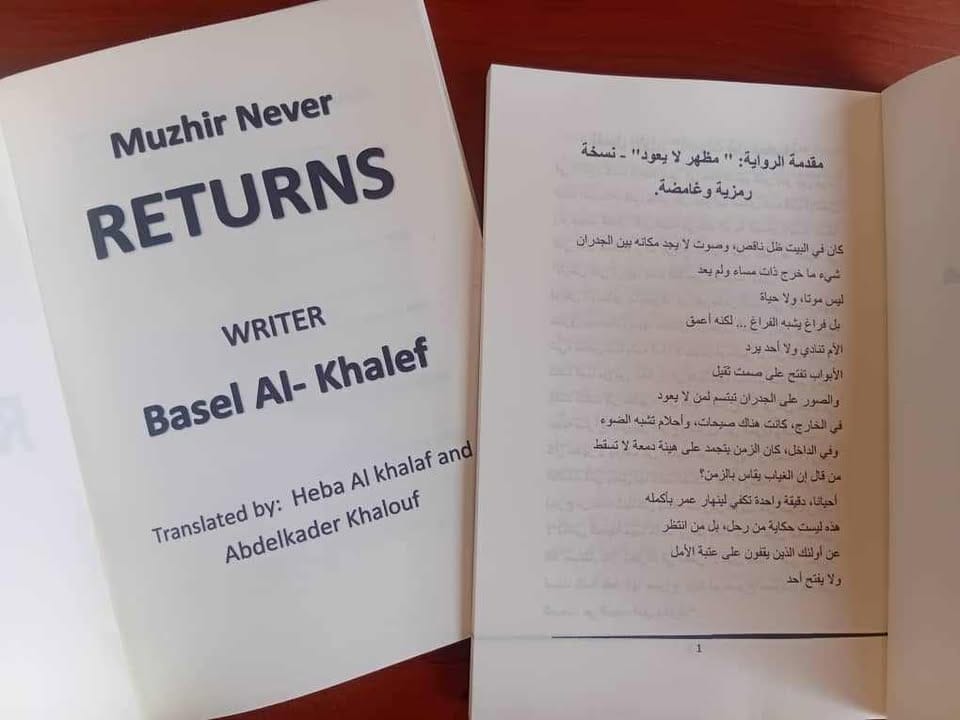 Muzhir Never
RETURNS
WRITER
Basel Al- Khalef
Translated by: Heba Al khalaf and
Abdelkader Khalouf
مقدمة الرواية: " مظهر لا يعود" - نسخة
رمزية وغامضة.
كان في البيت ظل ناقص، وصوت لا يجد مكانه بين الجدران
شيء ما خرج ذات مساء ولم يعد
ليس موتا، ولا حياة
بل فراغ يشبه الفراغ ... لكنه أعمق
الأم تنادي ولا أحد يرد
الأبواب تفتح على صمت ثقيل
والصور على الجدران تبتسم لمن لا يعود
في الخارج، كانت هناك صيحات، وأحلام تشبه الضوء
وفي الداخل، كان الزمن يتجمد على هيئة دمعة لا تسقط
من قال إن الغياب يقاس بالزمن؟
أحيانا، دقيقة واحدة تكفي لينهار عمر بأكمله
هذه ليست حكاية من رحل، بل من انتظر
عن أولئك الذين يقفون على عتبة الأمل
ولا يفتح أحد
1